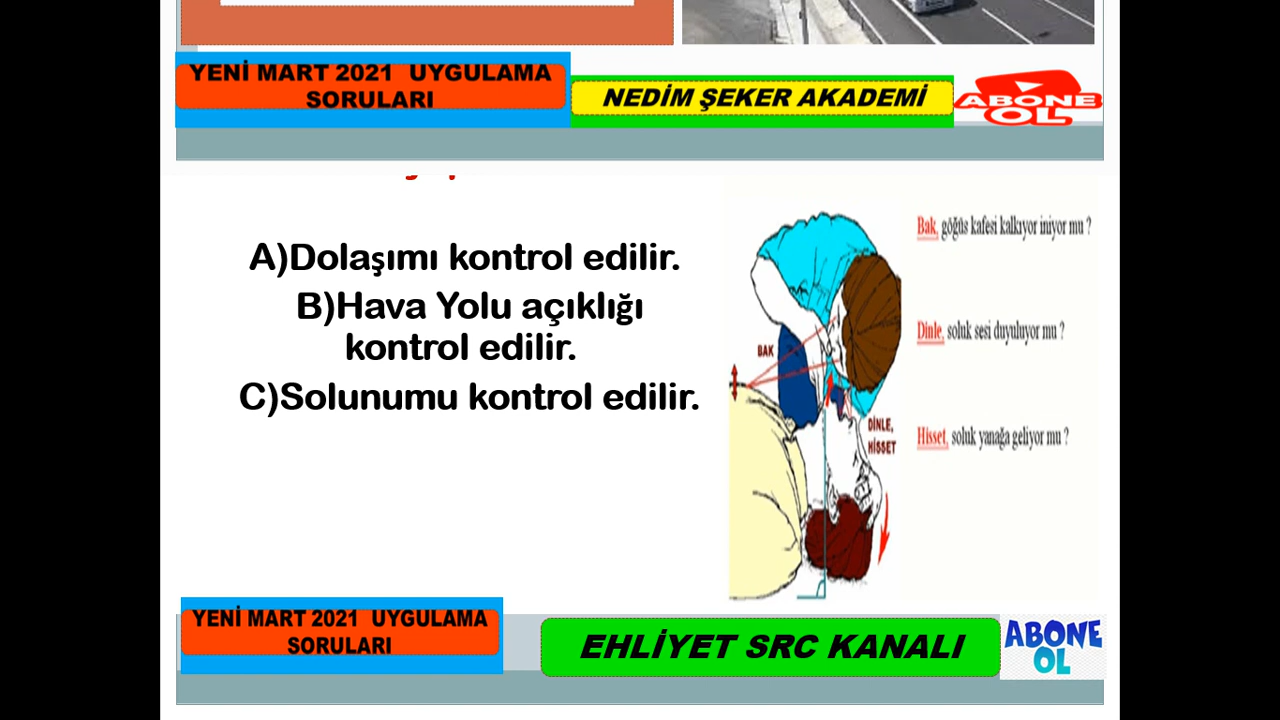 YENİ MART 2021 UYGULAMA
SORULARI
NEDİM ŞEKER AKADEMİ
ABONE
OL
A)Dolaşımı kontrol edilir.
B)Hava Yolu açıklığı
kontrol edilir.
C)Solunumu kontrol edilir.
Bak, göğüs kafesi kalkıyor iniyor mu ?
Dinle, soluk sesi duyuluyor mu ?
Hisset, soluk yanağa geliyor mu ?
BAK
DİNLE,
HİSSET
YENİ MART 2021 UYGULAMA
SORULARI
EHLİYET SRC KANALI
ABONE
OL